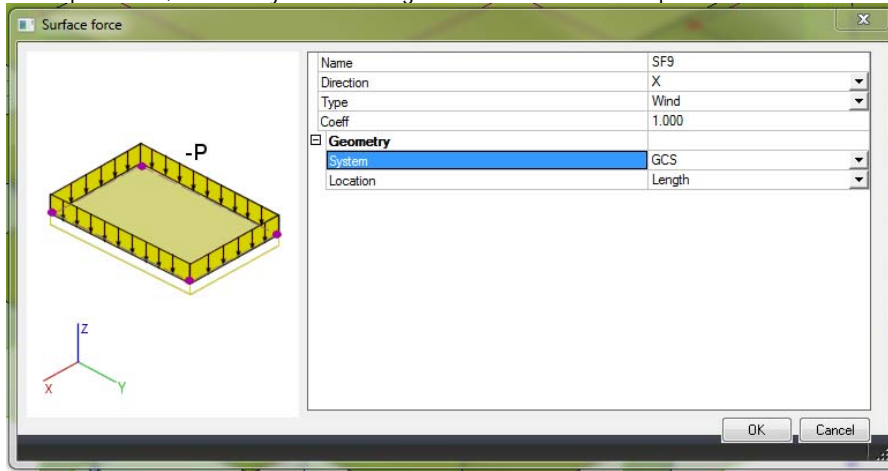 Surface force
Name SF9
Direction X
Type Wind
Coeff 1.000
Geometry
System GCS
Location Length
-P
Z
X Y
OK Cancel